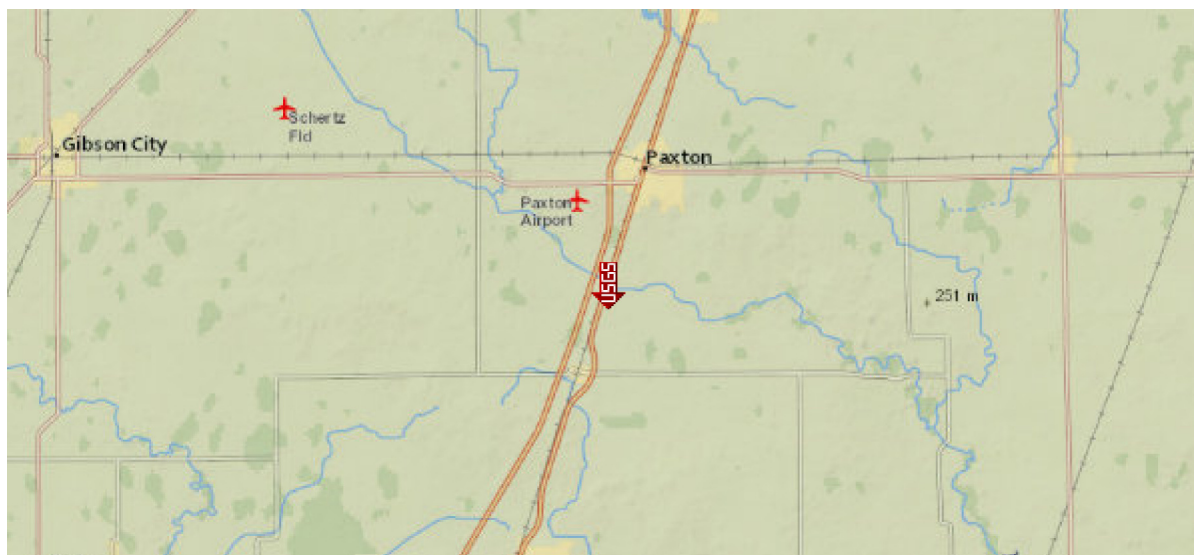 Schertz
Fld
Gibson City
Paxton
Paxton
Airport
USGS
251 m